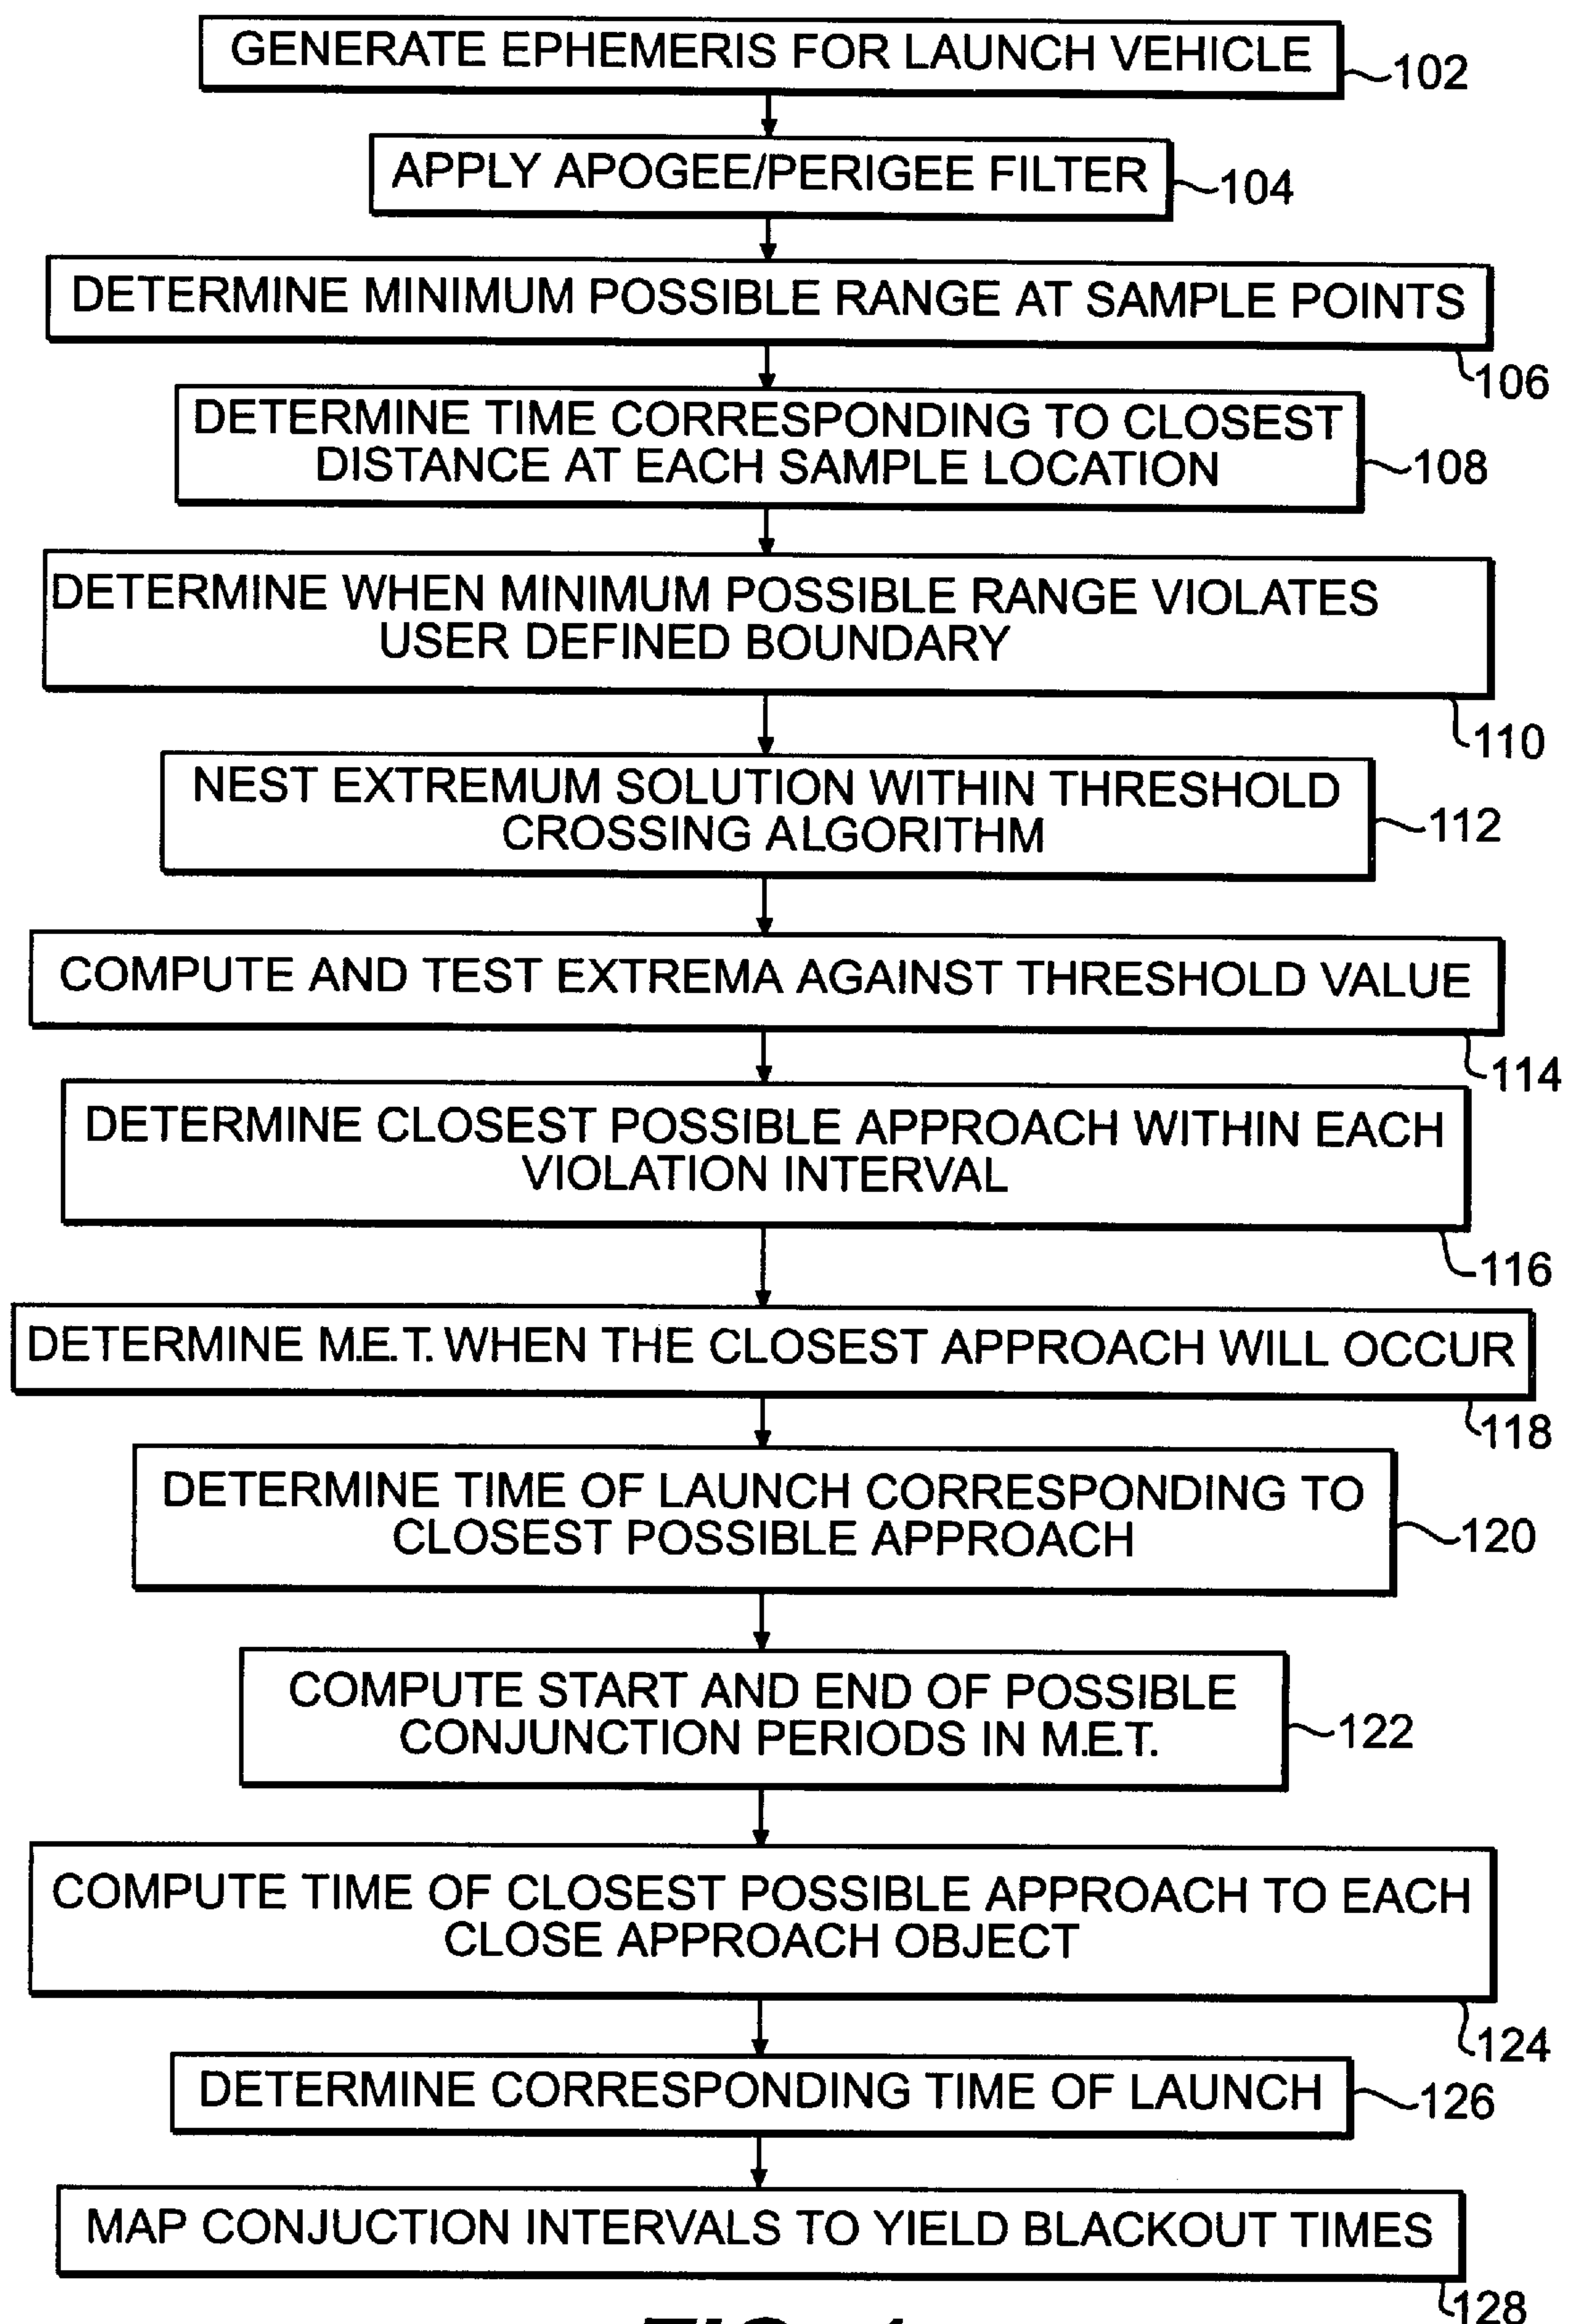 GENERATE EPHEMERIS FOR LAUNCH VEHICLE
102
APPLY APOGEE/PERIGEE FILTER
104
DETERMINE MINIMUM POSSIBLE RANGE AT SAMPLE POINTS
106
DETERMINE TIME CORRESPONDING TO CLOSEST
DISTANCE AT EACH SAMPLE LOCATION
108
DETERMINE WHEN MINIMUM POSSIBLE RANGE VIOLATES
USER DEFINED BOUNDARY
110
NEST EXTREMUM SOLUTION WITHIN THRESHOLD
CROSSING ALGORITHM
112
COMPUTE AND TEST EXTREMA AGAINST THRESHOLD VALUE
114
DETERMINE CLOSEST POSSIBLE APPROACH WITHIN EACH
VIOLATION INTERVAL
116
DETERMINE M.E.T. WHEN THE CLOSEST APPROACH WILL OCCUR
118
DETERMINE TIME OF LAUNCH CORRESPONDING TO
CLOSEST POSSIBLE APPROACH
120
COMPUTE START AND END OF POSSIBLE
CONJUNCTION PERIODS IN M.E.T.
122
COMPUTE TIME OF CLOSEST POSSIBLE APPROACH TO EACH
CLOSE APPROACH OBJECT
124
DETERMINE CORRESPONDING TIME OF LAUNCH
126
MAP CONJUCTION INTERVALS TO YIELD BLACKOUT TIMES
128